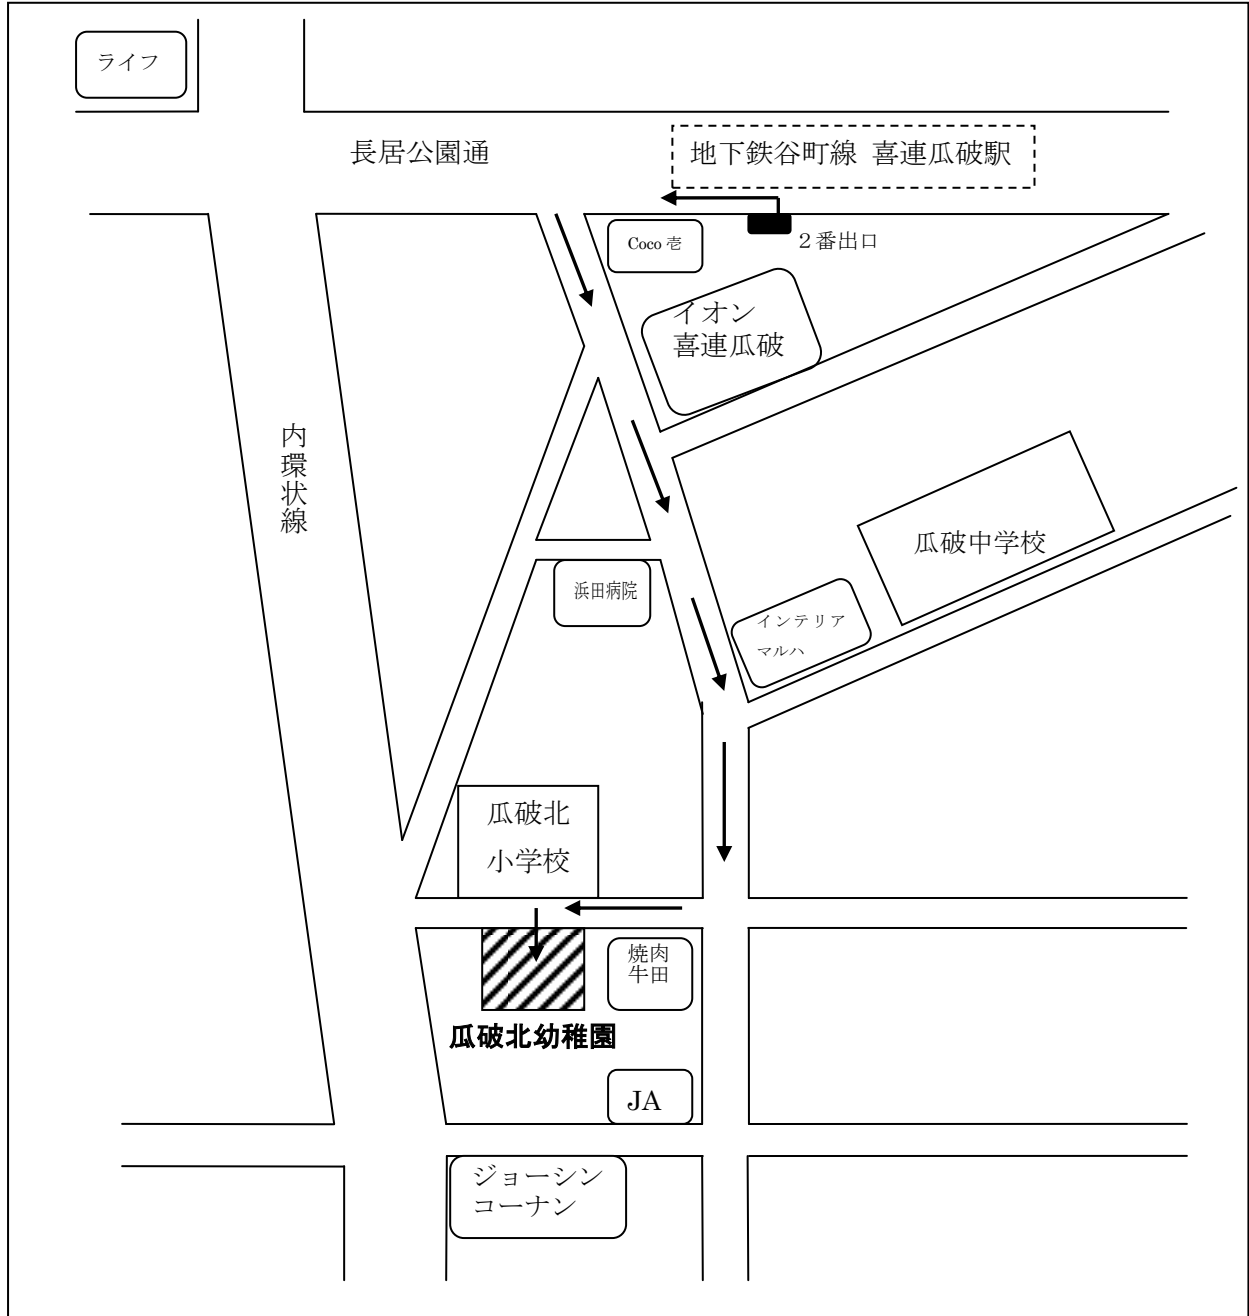 ライフ
長居公園通
地下鉄谷町線 喜連瓜破駅
Coco 壱
２番出口
イオン
喜連瓜破
内環状線
瓜破中学校
浜田病院
インテリア
マルハ
瓜破北
小学校
焼肉
牛田
瓜破北幼稚園
JA
ジョーシン
コーナン